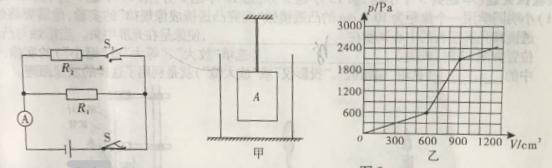 R₂
S₁
R₁
A
S
A
甲
p/Pa
3000
2400
1800
1200
600
0
300
600
900
1200
V/cm³
乙